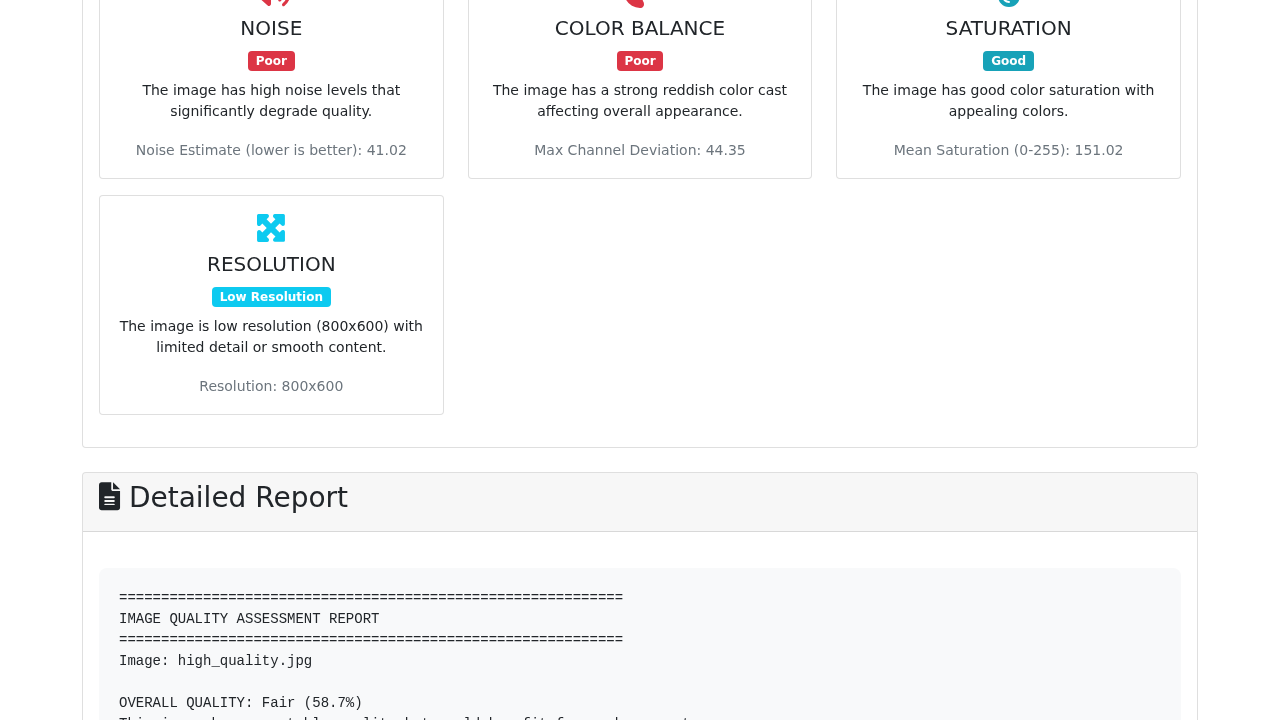 NOISE
Poor
The image has high noise levels that
significantly degrade quality.
Noise Estimate (lower is better): 41.02
COLOR BALANCE
Poor
The image has a strong reddish color cast
affecting overall appearance.
Max Channel Deviation: 44.35
SATURATION
Good
The image has good color saturation with
appealing colors.
Mean Saturation (0-255): 151.02
RESOLUTION
Low Resolution
The image is low resolution (800x600) with
limited detail or smooth content.
Resolution: 800x600
Detailed Report
============================================================
IMAGE QUALITY ASSESSMENT REPORT
============================================================
Image: high_quality.jpg
OVERALL QUALITY: Fair (58.7%)